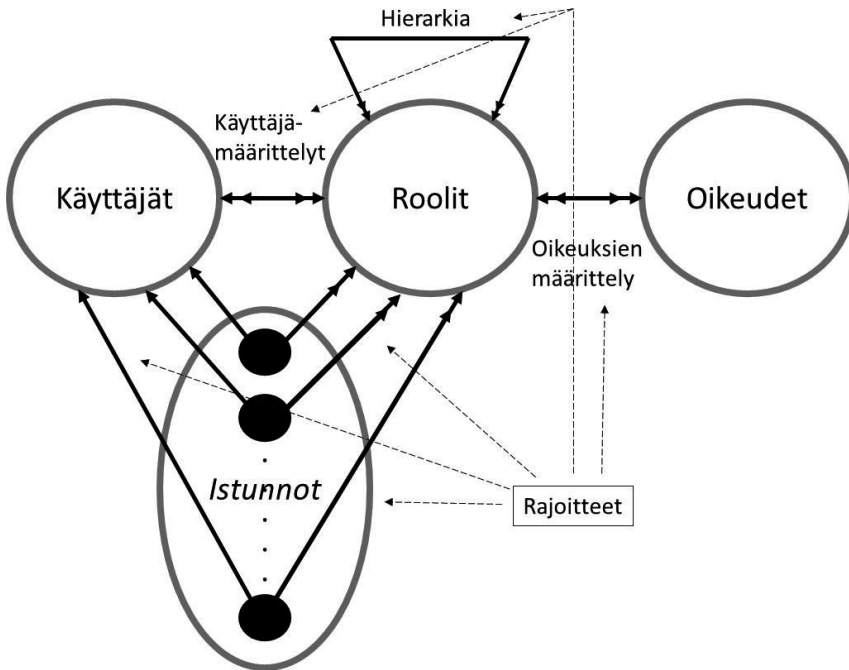 Hierarkia
Käyttäjä-
määrittelyt
Käyttäjät
Roolit
Oikeudet
Oikeuksien
määrittely
Istunnot
Rajoitteet